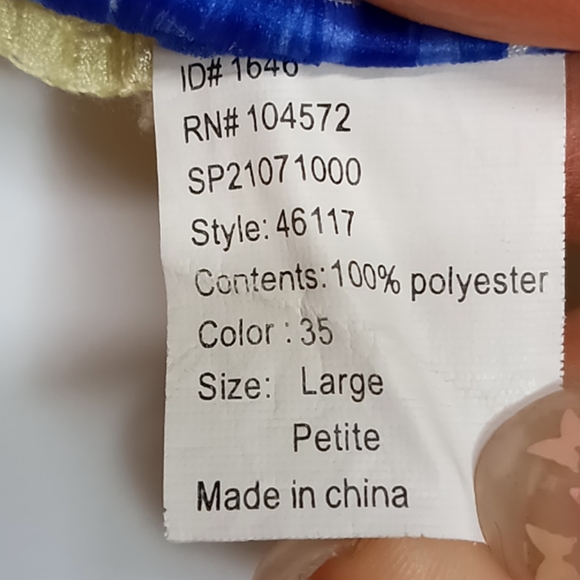 ID# 1646
RN# 104572
SP21071000
Style: 46117
Contents: 100% polyester
Color : 35
Size: Large
Petite
Made in china